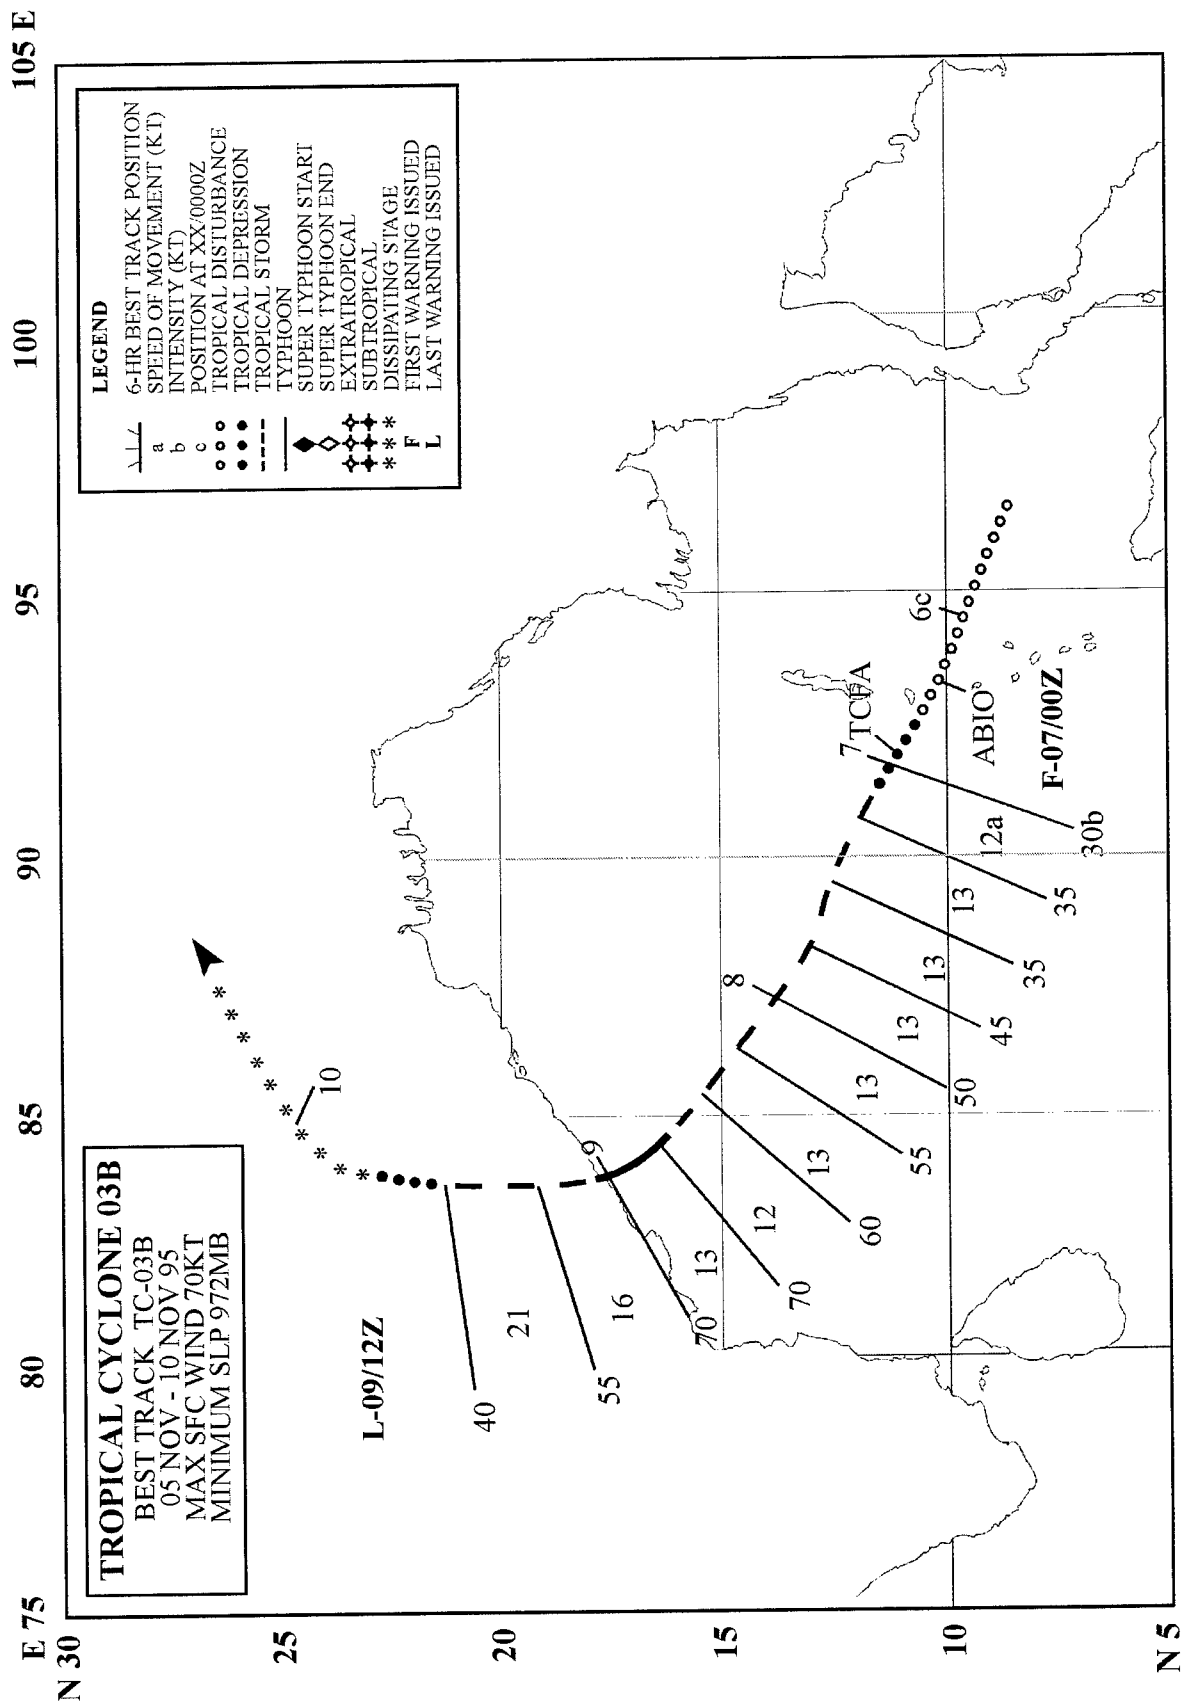 TROPICAL CYCLONE 03B
BEST TRACK TC-03B
05 NOV - 10 NOV 95
MAX SFC WIND 70KT
MINIMUM SLP 972MB
LEGEND
6-HR BEST TRACK POSITION
a SPEED OF MOVEMENT (KT)
b INTENSITY (KT)
c POSITION AT XX/0000Z
TROPICAL DISTURBANCE
TROPICAL DEPRESSION
TROPICAL STORM
TYPHOON
SUPER TYPHOON START
SUPER TYPHOON END
EXTRATROPICAL
SUBTROPICAL
*** DISSIPATING STAGE
F FIRST WARNING ISSUED
L LAST WARNING ISSUED
E 75
80
85
90
95
100
105 E
N 30
25
20
15
10
N 5
10
L-09/12Z
40
21
55
16
9
70
13
70
12
60
13
55
13
8
50
13
45
13
35
13
35
12a
30b
7
TCFA
ABIO
F-07/00Z
6c